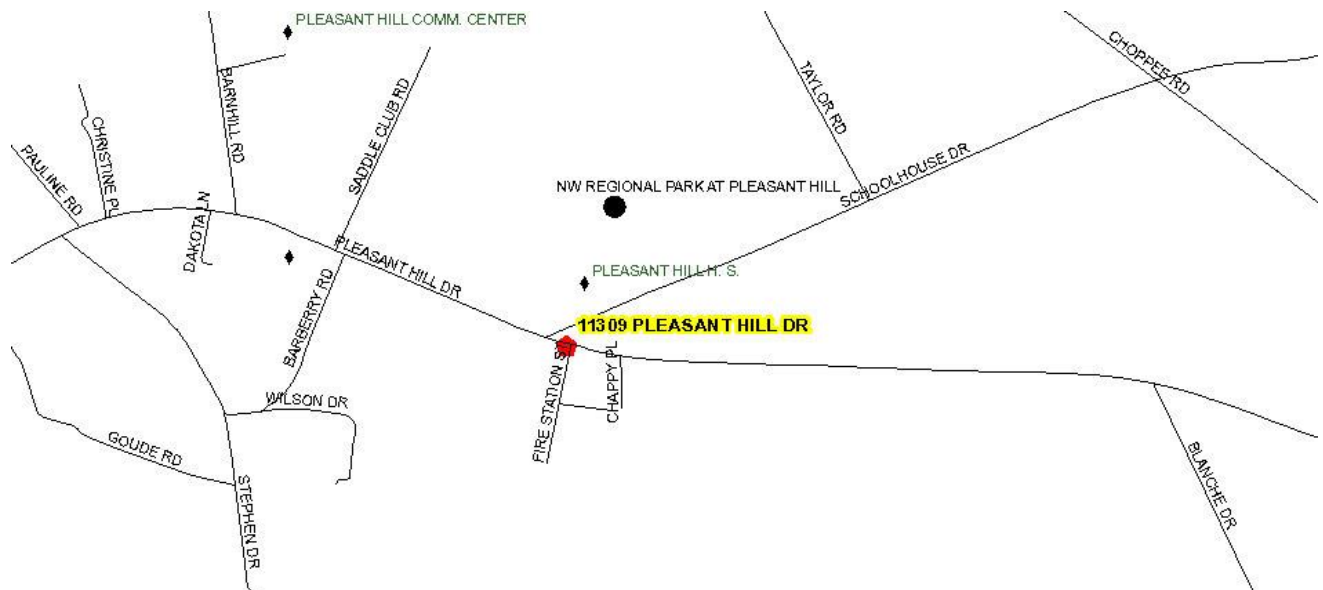 PLEASANT HILL COMM. CENTER
CHOPPEE RD
TAYLOR RD
BARNHILL RD
SADDLE CLUB RD
CHRISTINE PL
PAULINE RD
SCHOOLHOUSE DR
NW REGIONAL PARK AT PLEASANT HILL
DAKOTA LN
PLEASANT HILL DR
PLEASANT HILL H. S.
BARBERRY RD
11309 PLEASANT HILL DR
FIRE STATION S
CHAPPY PL
WILSON DR
GOUDE RD
STEPHEN DR
BLANCHE DR